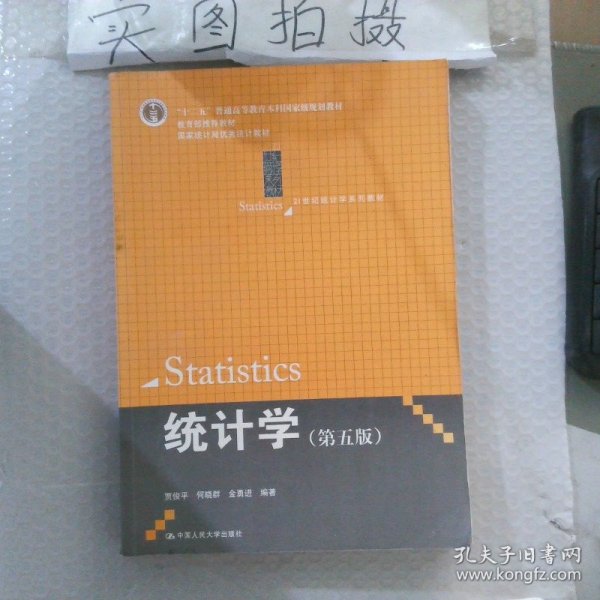 实图拍摄
"十二五"普通高等教育本科国家级规划教材
教育部推荐教材
国家统计局优秀统计教材
Statistics 21世纪统计学系列教材
Statistics
统计学(第五版)
贾俊平 何晓群 金勇进 编著
中国人民大学出版社
孔夫子旧书网
www.kongfz.com